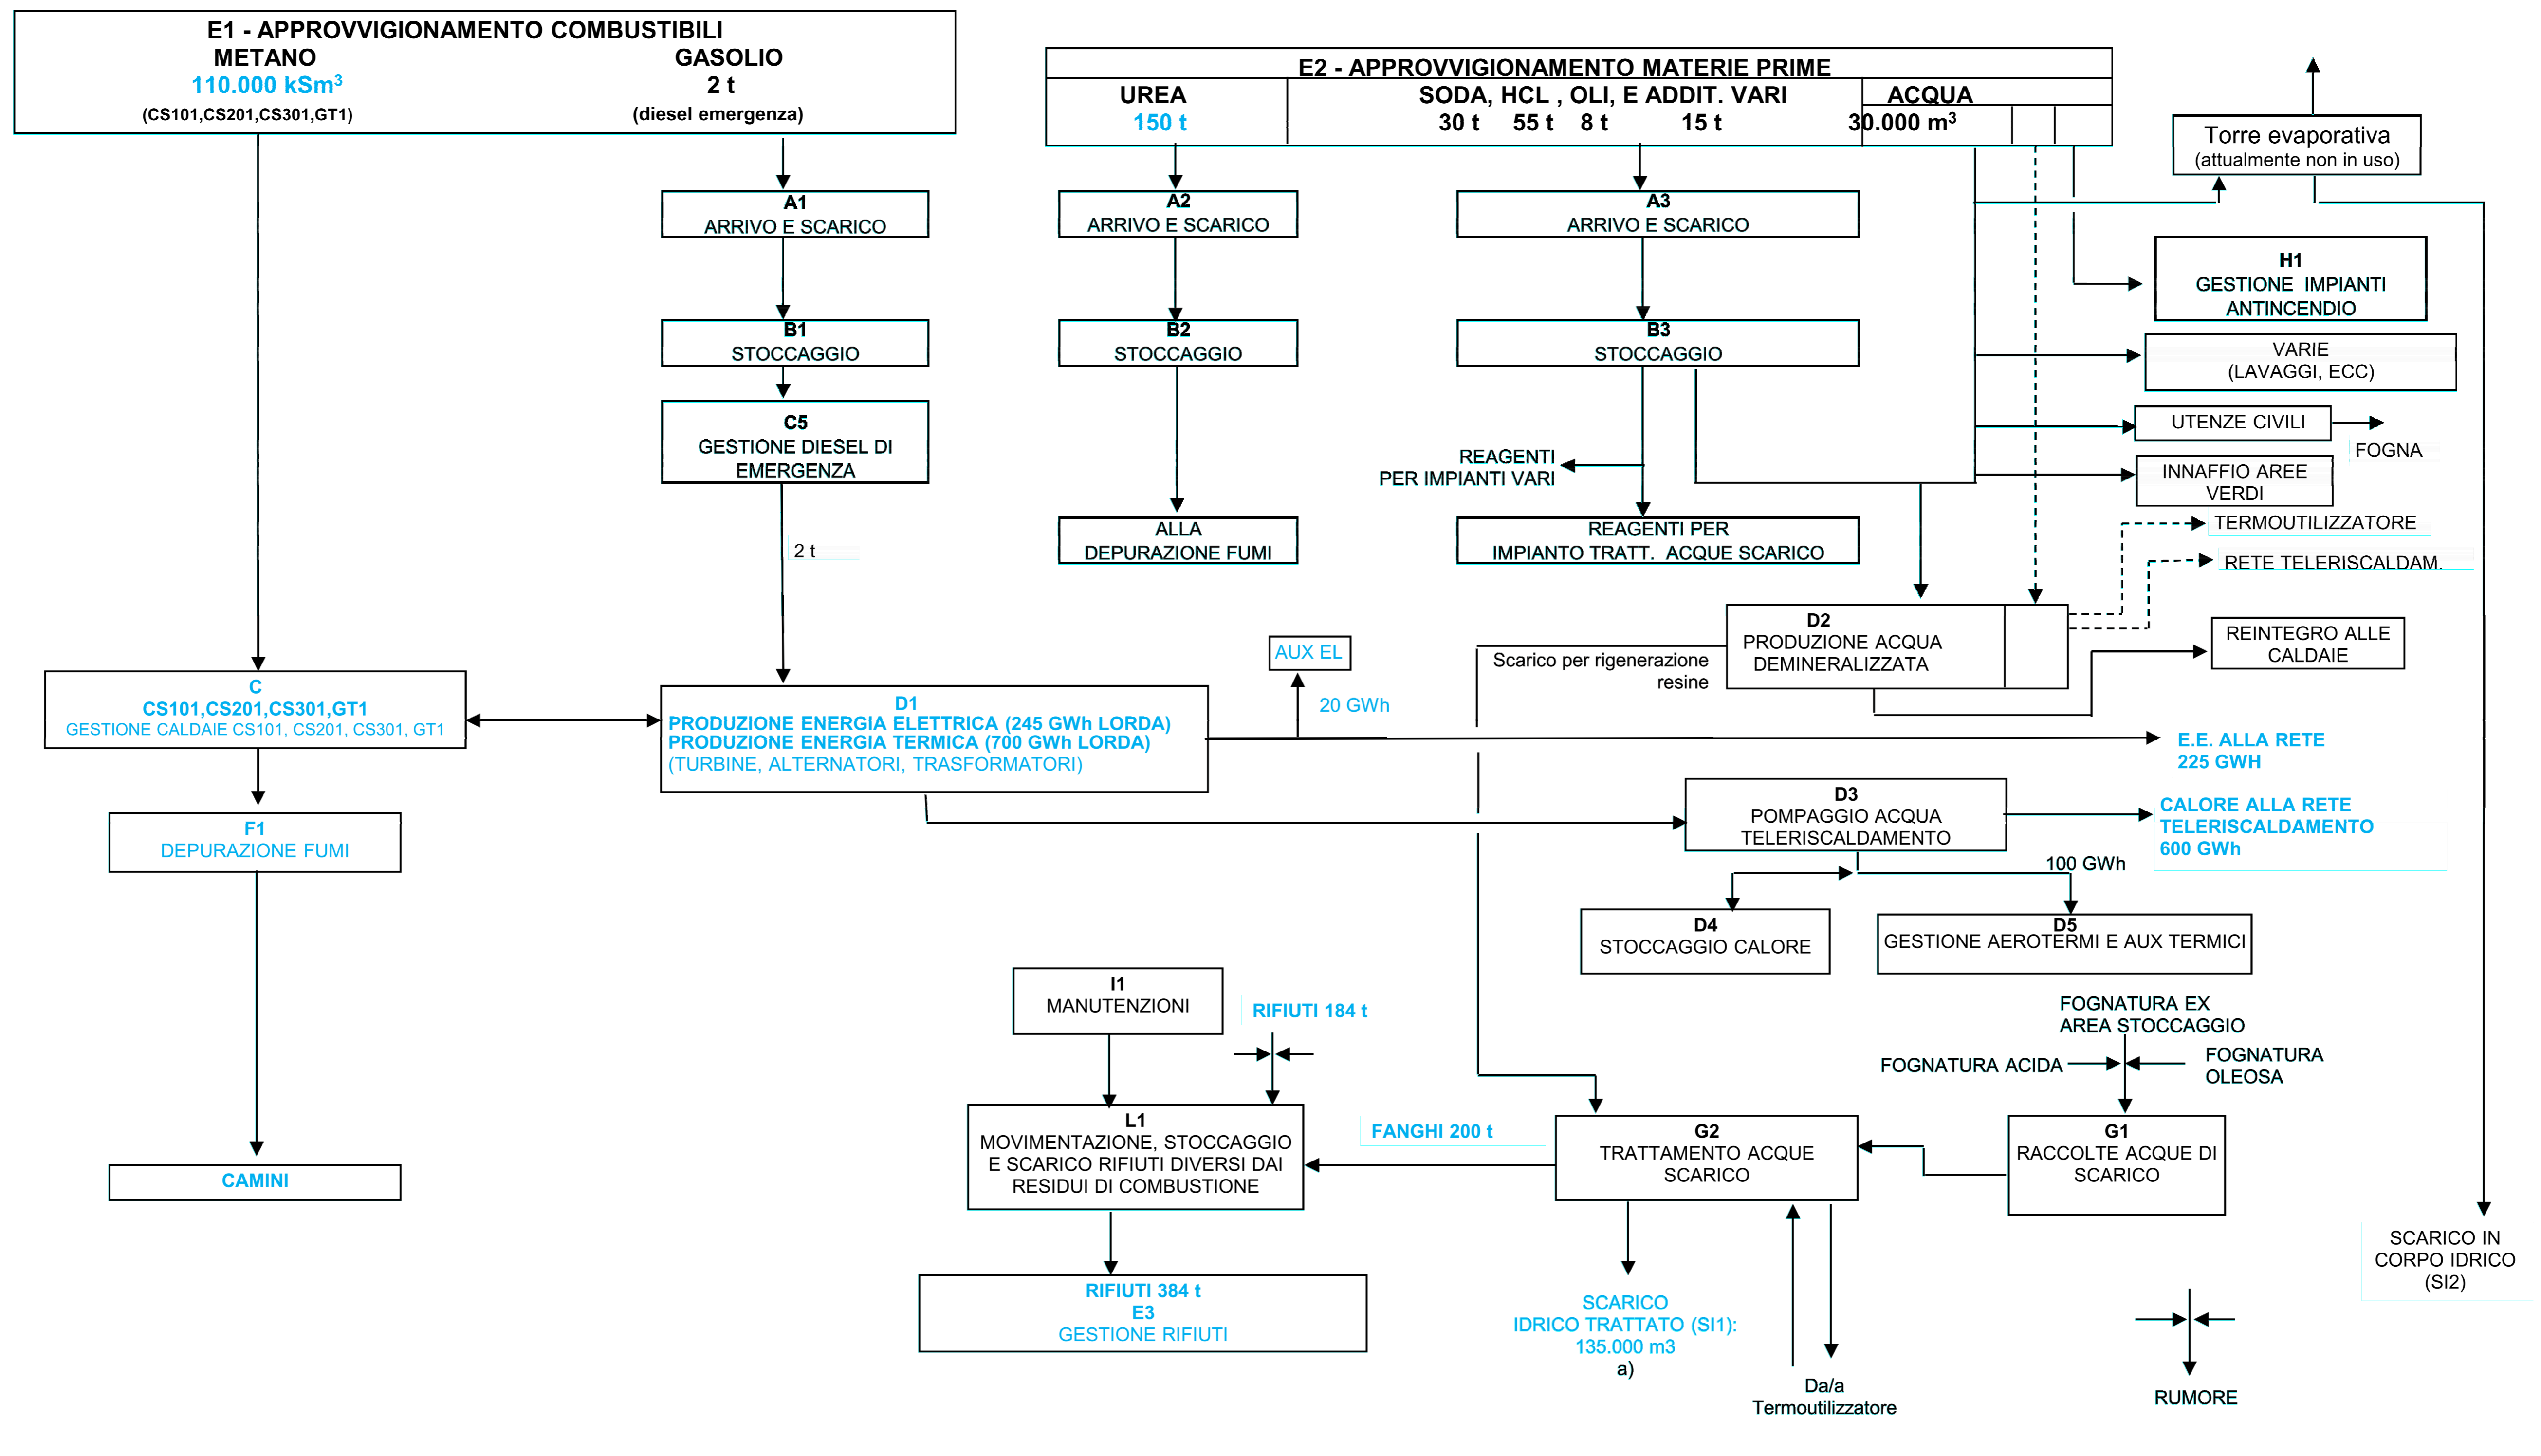 E1 - APPROVVIGIONAMENTO COMBUSTIBILI
METANO GASOLIO
110.000 kSm³ 2 t
(CS101,CS201,CS301,GT1) (diesel emergenza)
E2 - APPROVVIGIONAMENTO MATERIE PRIME
UREA SODA, HCL , OLI, E ADDIT. VARI ACQUA
150 t 30 t 55 t 8 t 15 t 30.000 m³
Torre evaporativa
(attualmente non in uso)
A1
ARRIVO E SCARICO
A2
ARRIVO E SCARICO
A3
ARRIVO E SCARICO
H1
GESTIONE IMPIANTI
ANTINCENDIO
B1
STOCCAGGIO
B2
STOCCAGGIO
B3
STOCCAGGIO
VARIE
(LAVAGGI, ECC)
C5
GESTIONE DIESEL DI
EMERGENZA
UTENZE CIVILI
FOGNA
REAGENTI
PER IMPIANTI VARI
INNAFFIO AREE
VERDI
2 t
ALLA
DEPURAZIONE FUMI
REAGENTI PER
IMPIANTO TRATT. ACQUE SCARICO
TERMOUTILIZZATORE
RETE TELERISCALDAM.
D2
PRODUZIONE ACQUA
DEMINERALIZZATA
REINTEGRO ALLE
CALDAIE
Scarico per rigenerazione
resine
AUX EL
20 GWh
C
CS101,CS201,CS301,GT1
GESTIONE CALDAIE CS101, CS201, CS301, GT1
D1
PRODUZIONE ENERGIA ELETTRICA (245 GWh LORDA)
PRODUZIONE ENERGIA TERMICA (700 GWh LORDA)
(TURBINE, ALTERNATORI, TRASFORMATORI)
E.E. ALLA RETE
225 GWH
D3
POMPAGGIO ACQUA
TELERISCALDAMENTO
CALORE ALLA RETE
TELERISCALDAMENTO
600 GWh
F1
DEPURAZIONE FUMI
100 GWh
D4
STOCCAGGIO CALORE
D5
GESTIONE AEROTERMI E AUX TERMICI
I1
MANUTENZIONI
RIFIUTI 184 t
FOGNATURA EX
AREA STOCCAGGIO
FOGNATURA ACIDA
FOGNATURA
OLEOSA
L1
MOVIMENTAZIONE, STOCCAGGIO
E SCARICO RIFIUTI DIVERSI DAI
RESIDUI DI COMBUSTIONE
FANGHI 200 t
G2
TRATTAMENTO ACQUE
SCARICO
G1
RACCOLTE ACQUE DI
SCARICO
CAMINI
RIFIUTI 384 t
E3
GESTIONE RIFIUTI
SCARICO
IDRICO TRATTATO (SI1):
135.000 m3
a)
Da/a
Termoutilizzatore
SCARICO IN
CORPO IDRICO
(SI2)
RUMORE